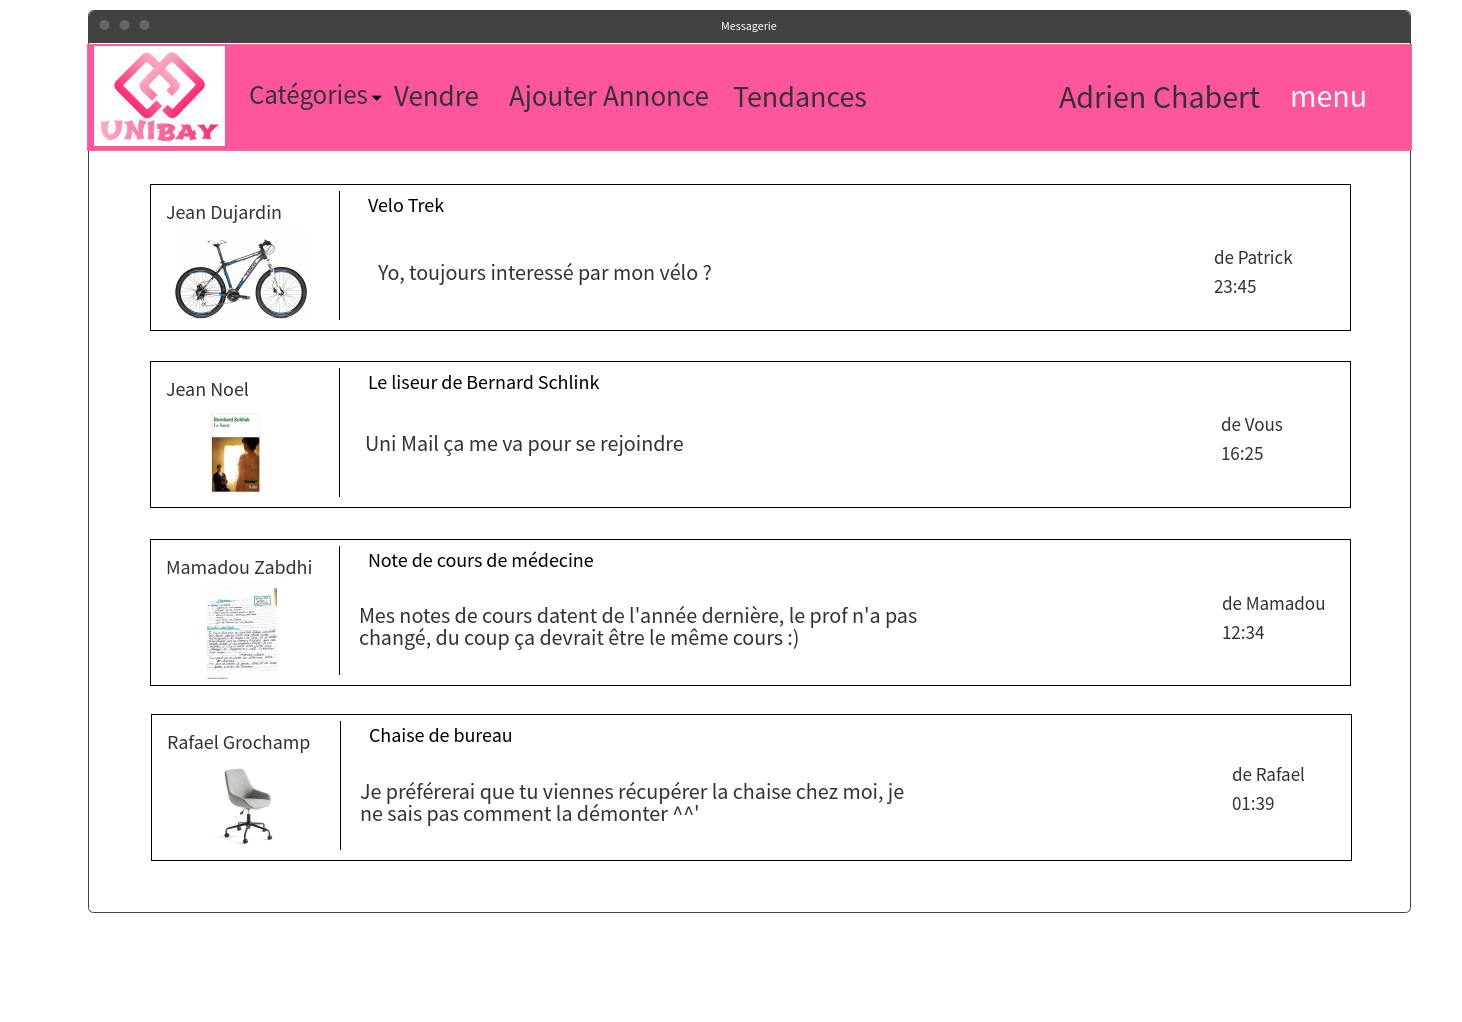 Messagerie
UNIBAY
Catégories Vendre Ajouter Annonce Tendances Adrien Chabert menu
Jean Dujardin
Velo Trek
Yo, toujours interessé par mon vélo ?
de Patrick
23:45
Jean Noel
Bernhard Schlink
Le liseur
Le liseur de Bernard Schlink
Uni Mail ça me va pour se rejoindre
de Vous
16:25
Mamadou Zabdhi
Note de cours de médecine
Mes notes de cours datent de l'année dernière, le prof n'a pas
changé, du coup ça devrait être le même cours :)
de Mamadou
12:34
Rafael Grochamp
Chaise de bureau
Je préférerai que tu viennes récupérer la chaise chez moi, je
ne sais pas comment la démonter ^^'
de Rafael
01:39